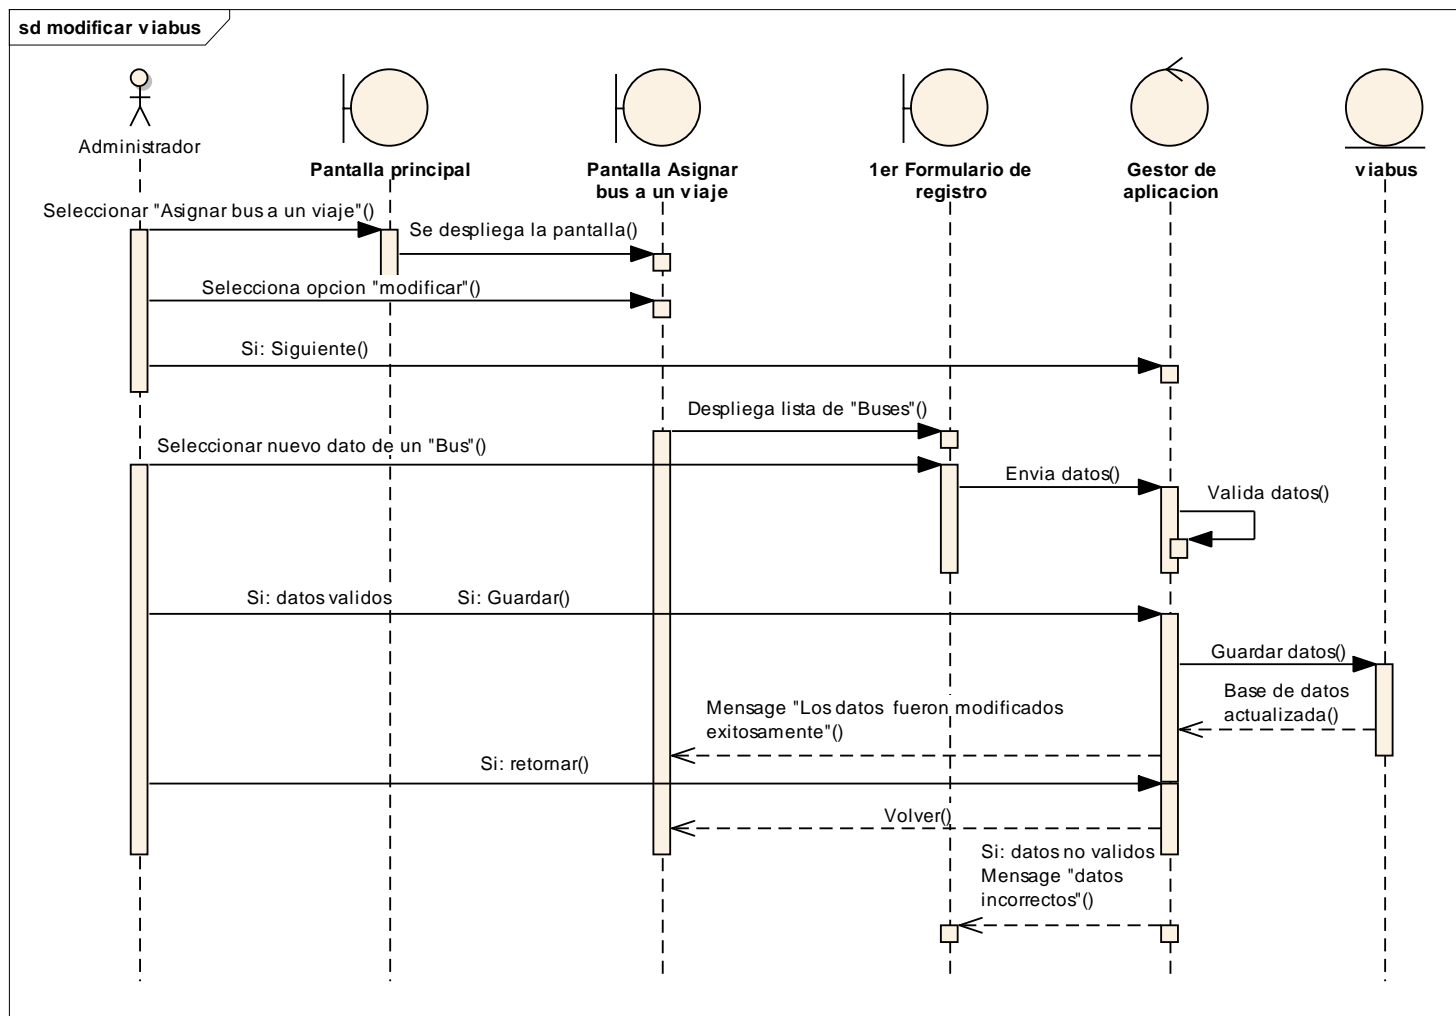 sd modificar viabus
Administrador
Pantalla principal
Pantalla Asignar
bus a un viaje
1er Formulario de
registro
Gestor de
aplicacion
viabus
Seleccionar "Asignar bus a un viaje"()
Se despliega la pantalla()
Selecciona opcion "modificar"()
Si: Siguiente()
Despliega lista de "Buses"()
Seleccionar nuevo dato de un "Bus"()
Envia datos()
Valida datos()
Si: datos validos
Si: Guardar()
Guardar datos()
Base de datos
actualizada()
Mensage "Los datos fueron modificados
exitosamente"()
Si: retornar()
Volver()
Si: datos no validos
Mensage "datos
incorrectos"()